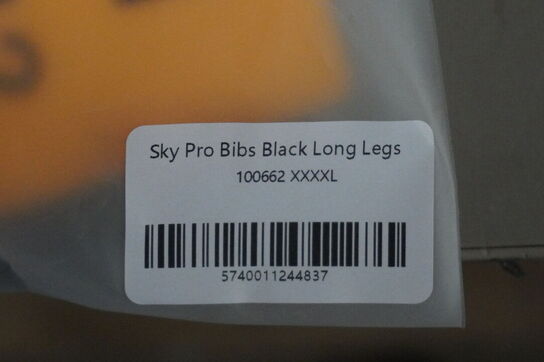 Sky Pro Bibs Black Long Legs
100662 XXXXL
5740011244837